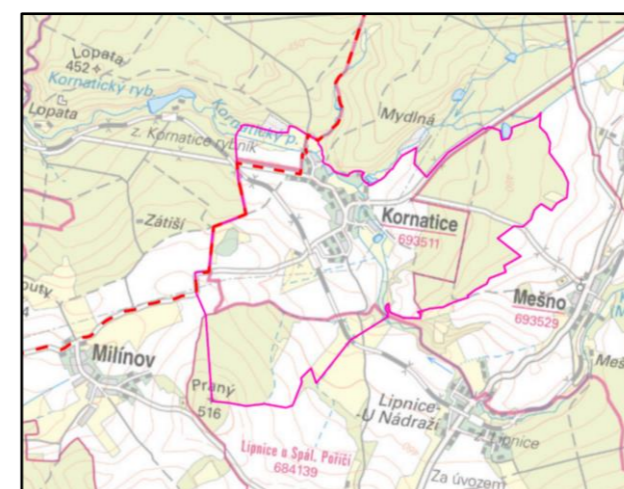 Lopata
452
Kornatický ryb.
Lopata
Kornatický p.
z. Kornatice rybník
Mydlná
Zátiší
Kornatice
693511
Mešno
693529
Milínov
Praný
516
Lipnice-
-U Nádraží
Lipnice u Spál. Poříčí
684139
Za úvozem